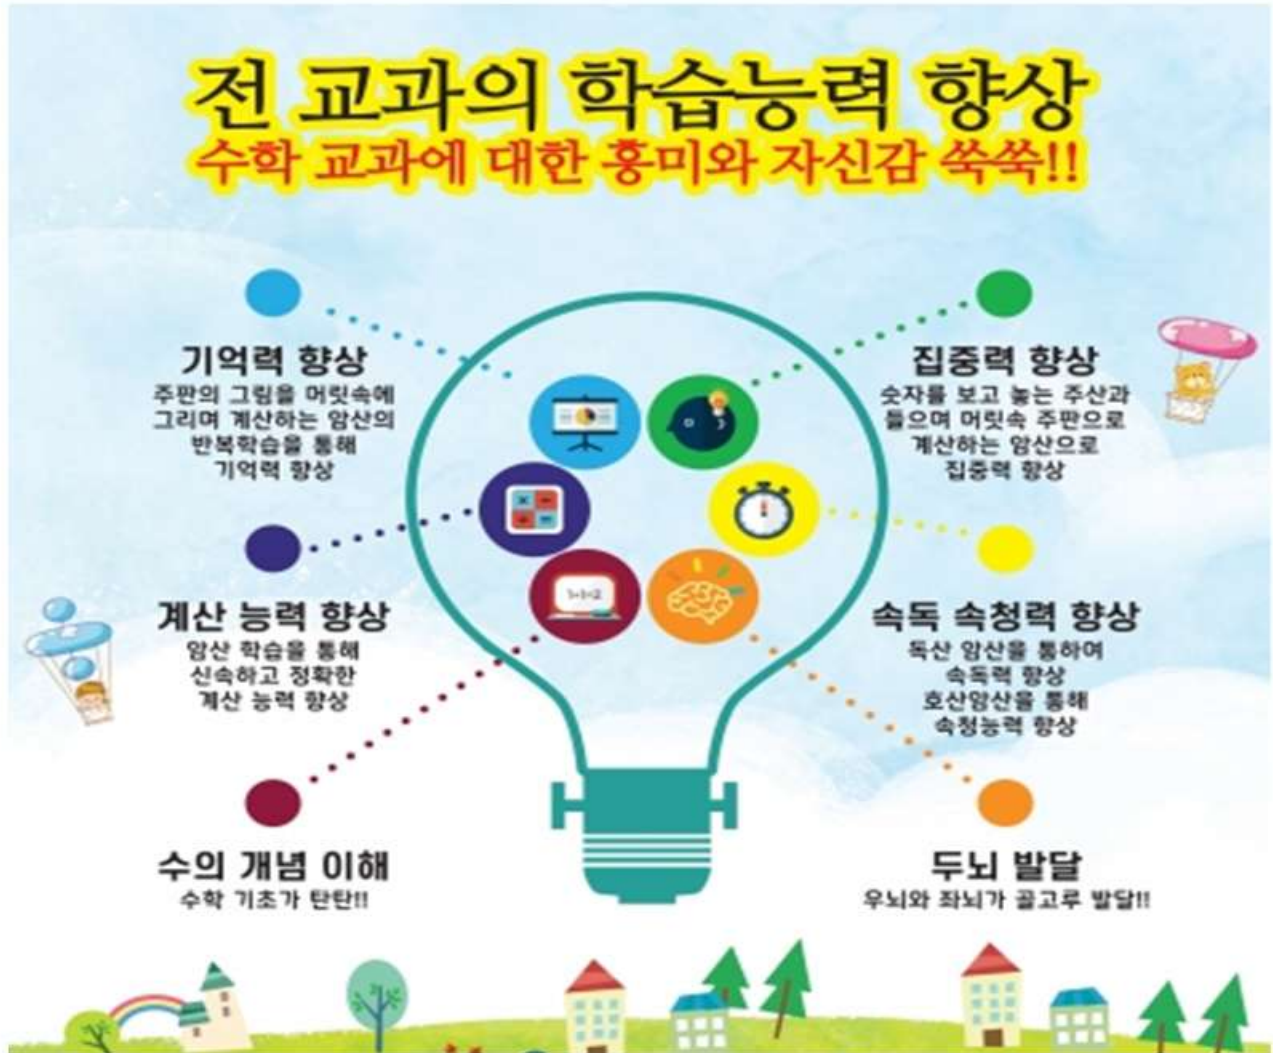 전 교과의 학습능력 향상
수학 교과에 대한 흥미와 자신감 쑥쑥!!
기억력 향상
주판의 그림을 머릿속에
그리며 계산하는 암산의
반복학습을 통해
기억력 향상
집중력 향상
숫자를 보고 놓는 주산과
들으며 머릿속 주판으로
계산하는 암산으로
집중력 향상
계산 능력 향상
암산 학습을 통해
신속하고 정확한
계산 능력 향상
속독 속청력 향상
독산 암산을 통하여
속독력 향상
호산암산을 통해
속청능력 향상
수의 개념 이해
수학 기초가 탄탄!!
두뇌 발달
우뇌와 좌뇌가 골고루 발달!!